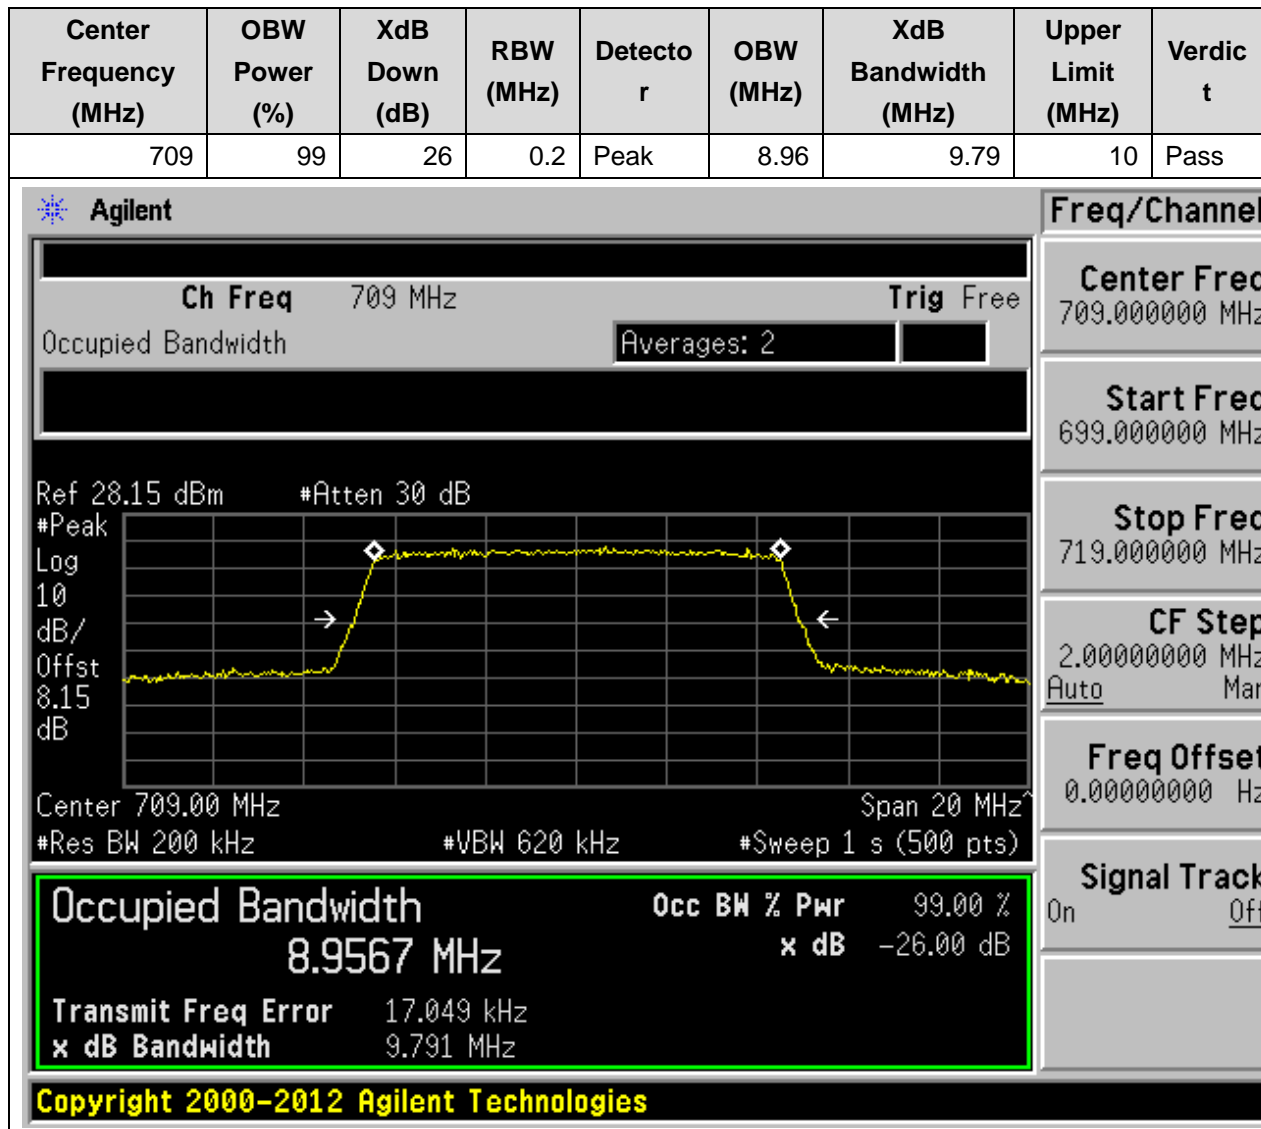 Center Frequency (MHz) OBW Power (%) XdB Down (dB) RBW (MHz) Detecto r OBW (MHz) XdB Bandwidth (MHz) Upper Limit (MHz) Verdic t
709 99 26 0.2 Peak 8.96 9.79 10 Pass
Agilent
Freq/Channel
Ch Freq 709 MHz Trig Free
Occupied Bandwidth Averages: 2
Center Freq
709.000000 MHz
Start Freq
699.000000 MHz
Stop Freq
719.000000 MHz
CF Step
2.00000000 MHz
Auto Man
Freq Offset
0.00000000 Hz
Signal Track
On Off
Ref 28.15 dBm #Atten 30 dB
#Peak
Log
10
dB/
Offst
8.15
dB
Center 709.00 MHz Span 20 MHz^
#Res BW 200 kHz #VBW 620 kHz #Sweep 1 s (500 pts)
Occupied Bandwidth Occ BW % Pwr 99.00 %
8.9567 MHz x dB -26.00 dB
Transmit Freq Error 17.049 kHz
x dB Bandwidth 9.791 MHz
Copyright 2000-2012 Agilent Technologies